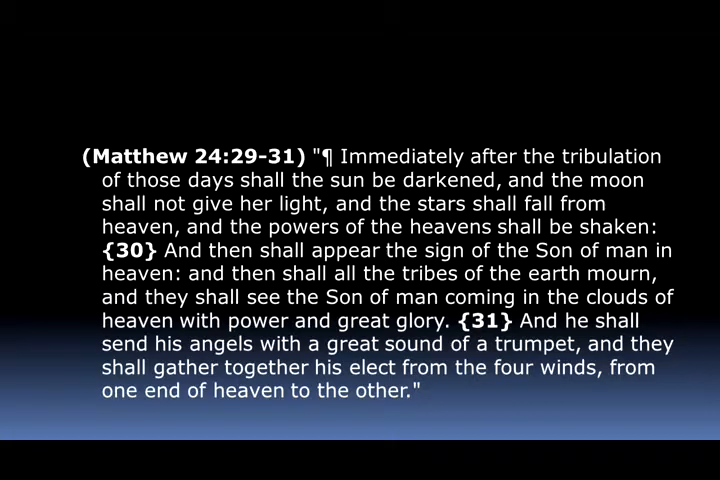 (Matthew 24:29-31) "¶ Immediately after the tribulation
of those days shall the sun be darkened, and the moon
shall not give her light, and the stars shall fall from
heaven, and the powers of the heavens shall be shaken:
{30} And then shall appear the sign of the Son of man in
heaven: and then shall all the tribes of the earth mourn,
and they shall see the Son of man coming in the clouds of
heaven with power and great glory. {31} And he shall
send his angels with a great sound of a trumpet, and they
shall gather together his elect from the four winds, from
one end of heaven to the other."